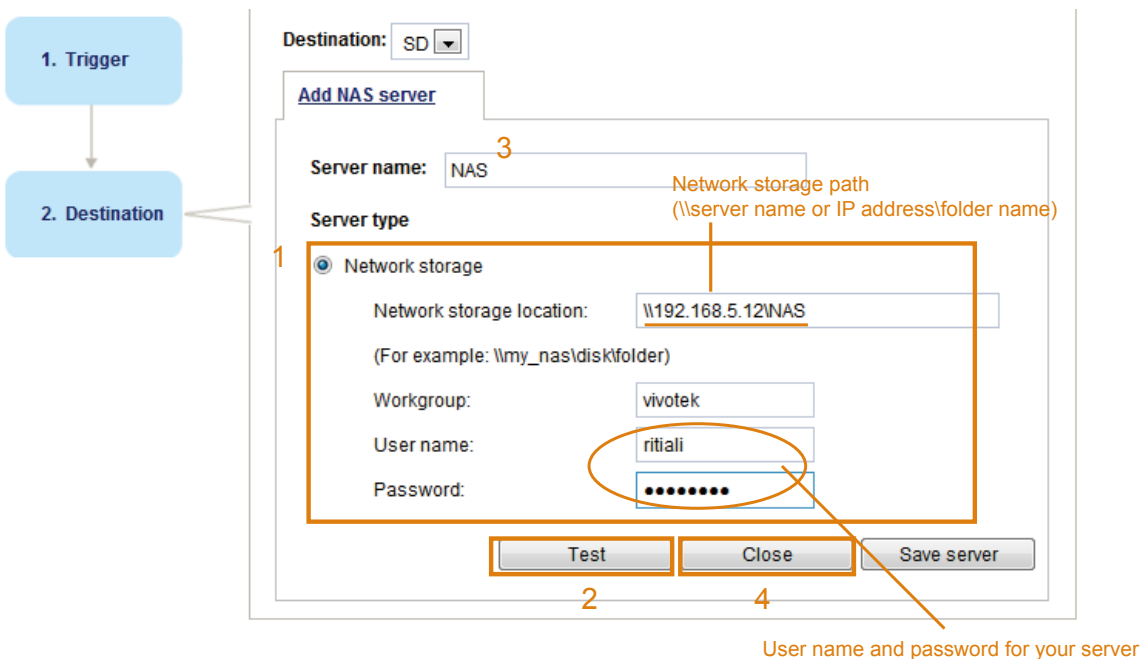 1. Trigger
2. Destination
Destination: SD
Add NAS server
3
Server name: NAS
Network storage path
(\\server name or IP address\folder name)
Server type
1
Network storage
Network storage location: \\192.168.5.12\NAS
(For example: \\my_nas\disk\folder)
Workgroup: vivotek
User name: ritiali
Password: ●●●●●●●●
Test Close Save server
2 4
User name and password for your server